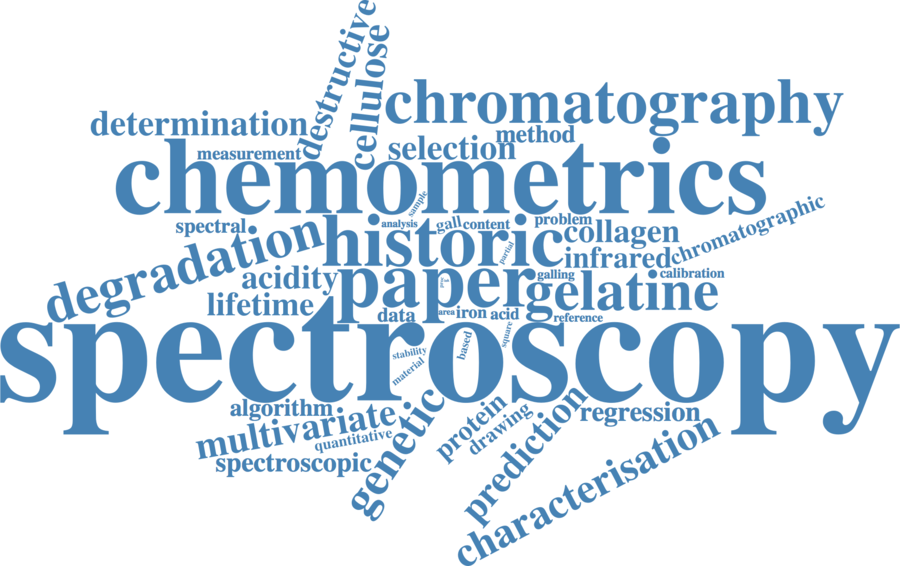 destructive
cellulose
chromatography
determination
method
selection
measurement
chemometrics
sample
spectral
analysis
gall
content
problem
chromatographic
degradation
historic
collagen
partial
infrared
acidity
paper
galling
calibration
gelatine
lifetime
data
area
iron
acid
reference
spectroscopy
square
based
stability
material
algorithm
multivariate
quantitative
spectroscopic
genetic
protein
drawing
prediction
regression
characterisation